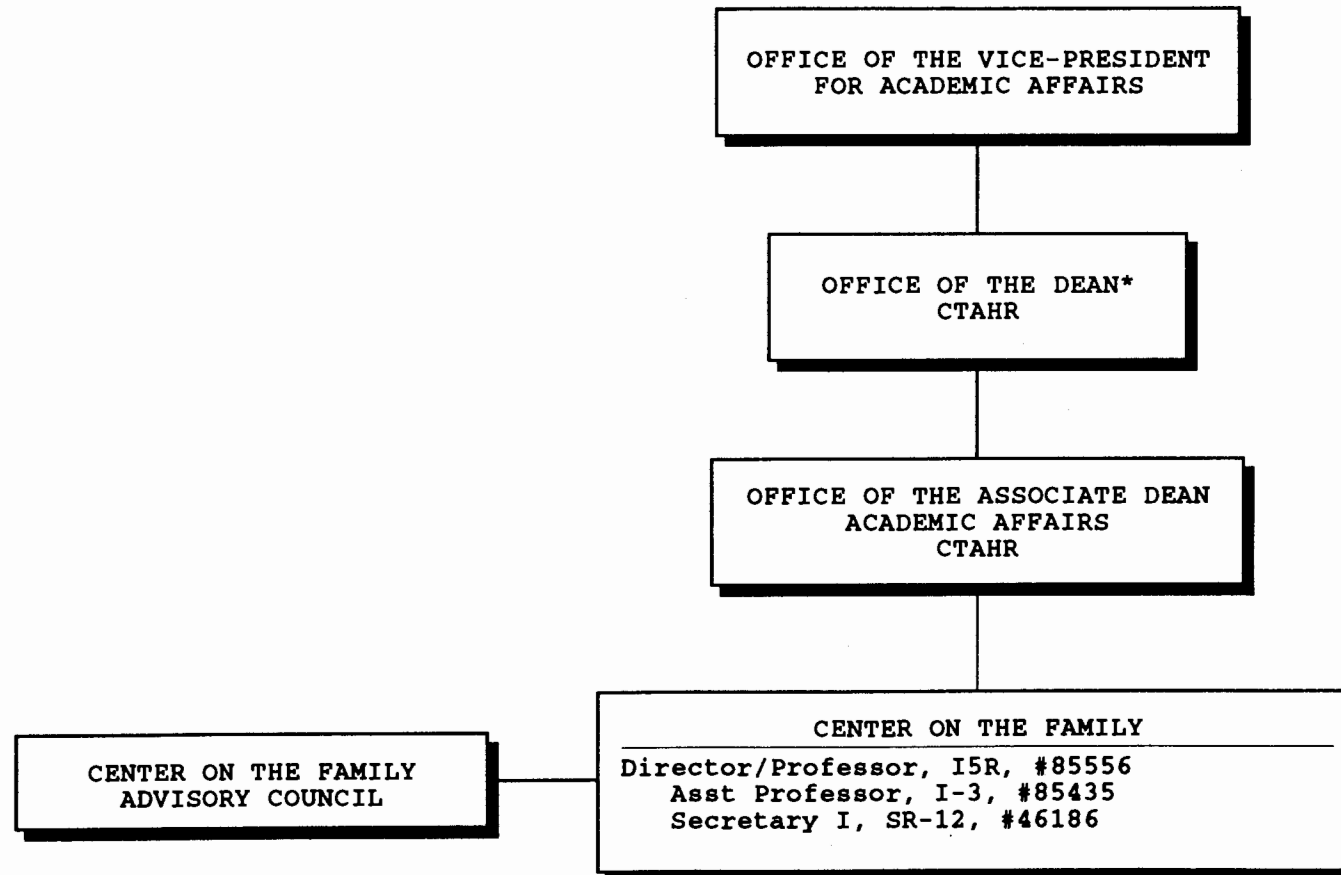 OFFICE OF THE VICE-PRESIDENT
FOR ACADEMIC AFFAIRS
OFFICE OF THE DEAN*
CTAHR
OFFICE OF THE ASSOCIATE DEAN
ACADEMIC AFFAIRS
CTAHR
CENTER ON THE FAMILY
ADVISORY COUNCIL
CENTER ON THE FAMILY
Director/Professor, I5R, #85556
Asst Professor, I-3, #85435
Secretary I, SR-12, #46186